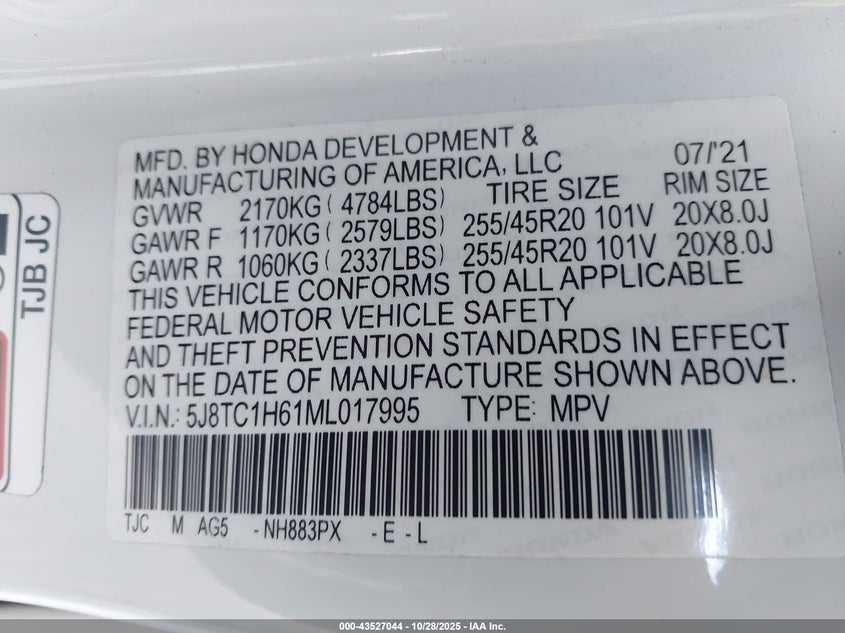 MFD. BY HONDA DEVELOPMENT &
MANUFACTURING OF AMERICA, LLC 07/'21
GVWR 2170KG ( 4784LBS) TIRE SIZE RIM SIZE
GAWR F 1170KG ( 2579LBS) 255/45R20 101V 20X8.0J
GAWR R 1060KG ( 2337LBS) 255/45R20 101V 20X8.0J
THIS VEHICLE CONFORMS TO ALL APPLICABLE
FEDERAL MOTOR VEHICLE SAFETY
AND THEFT PREVENTION STANDARDS IN EFFECT
ON THE DATE OF MANUFACTURE SHOWN ABOVE.
V.I.N.: 5J8TC1H61ML017995 TYPE: MPV
TJC M AG5 -NH883PX -E-L
TJB JC
000-43527044 | 10/28/2025 - IAA Inc.